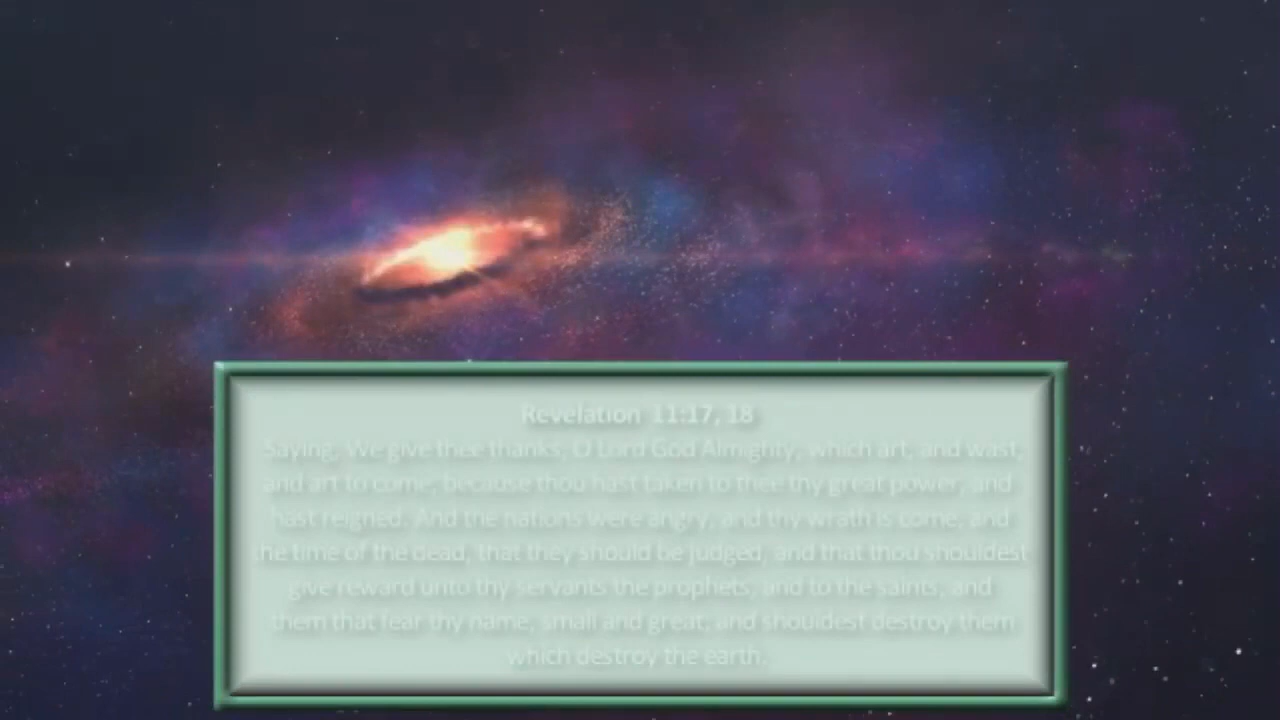 Revelation 11:17, 18
Saying, We give thee thanks, O Lord God Almighty, which art, and wast,
and art to come; because thou hast taken to thee thy great power, and
hast reigned. And the nations were angry, and thy wrath is come, and
he time of the dead, that they should be judged, and that thou shouldest
give reward unto thy servants the prophets, and to the saints, and
them that fear thy name, small and great; and shouldest destroy them
which destroy the earth.